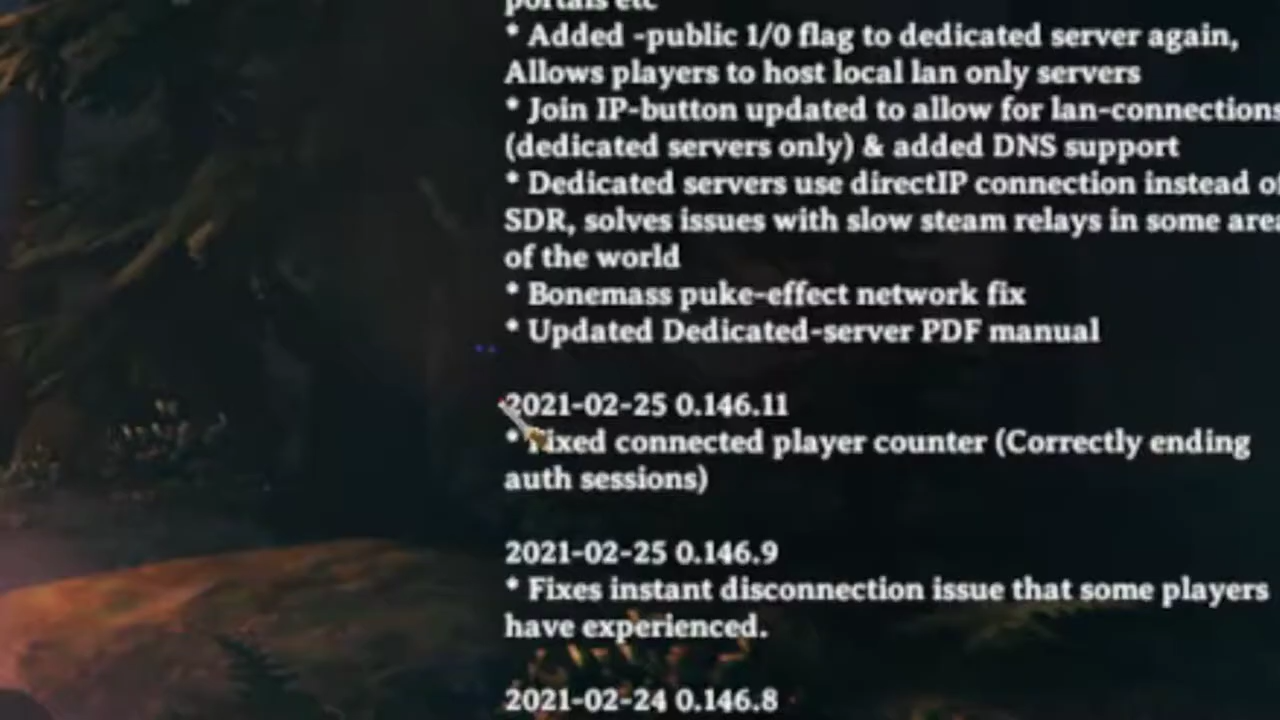 portals etc
* Added -public 1/0 flag to dedicated server again,
Allows players to host local lan only servers
* Join IP-button updated to allow for lan-connections
(dedicated servers only) & added DNS support
* Dedicated servers use directIP connection instead of
SDR, solves issues with slow steam relays in some area
of the world
* Bonemass puke-effect network fix
* Updated Dedicated-server PDF manual
2021-02-25 0.146.11
* Fixed connected player counter (Correctly ending
auth sessions)
2021-02-25 0.146.9
* Fixes instant disconnection issue that some players
have experienced.
2021-02-24 0.146.8